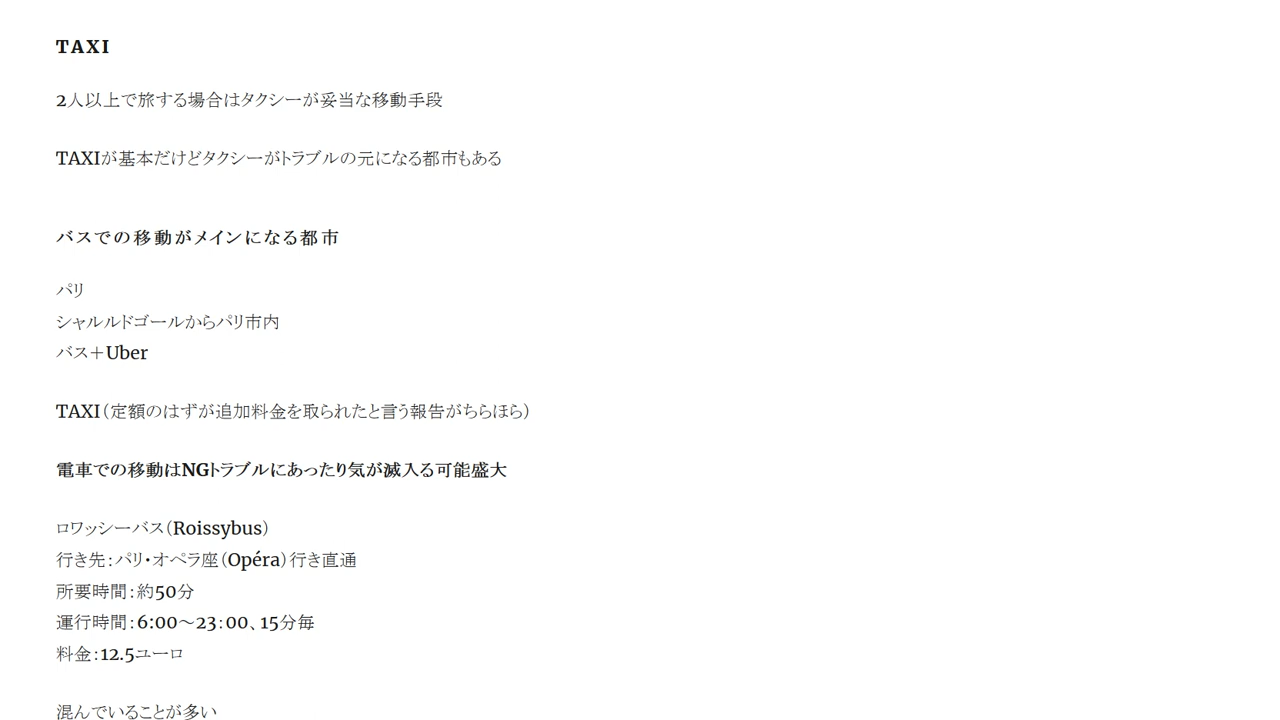 TAXI
2人以上で旅する場合はタクシーが妥当な移動手段
TAXIが基本だけどタクシーがトラブルの元になる都市もある
バスでの移動がメインになる都市
パリ
シャルルドゴールからパリ市内
バス＋Uber
TAXI（定額のはずが追加料金を取られたと言う報告がちらほら）
電車での移動はNGトラブルにあったり気が滅入る可能盛大
ロワッシーバス（Roissybus）
行き先：パリ・オペラ座（Opéra）行き直通
所要時間：約50分
運行時間：6:00～23：00、15分毎
料金：12.5ユーロ
混んでいることが多い